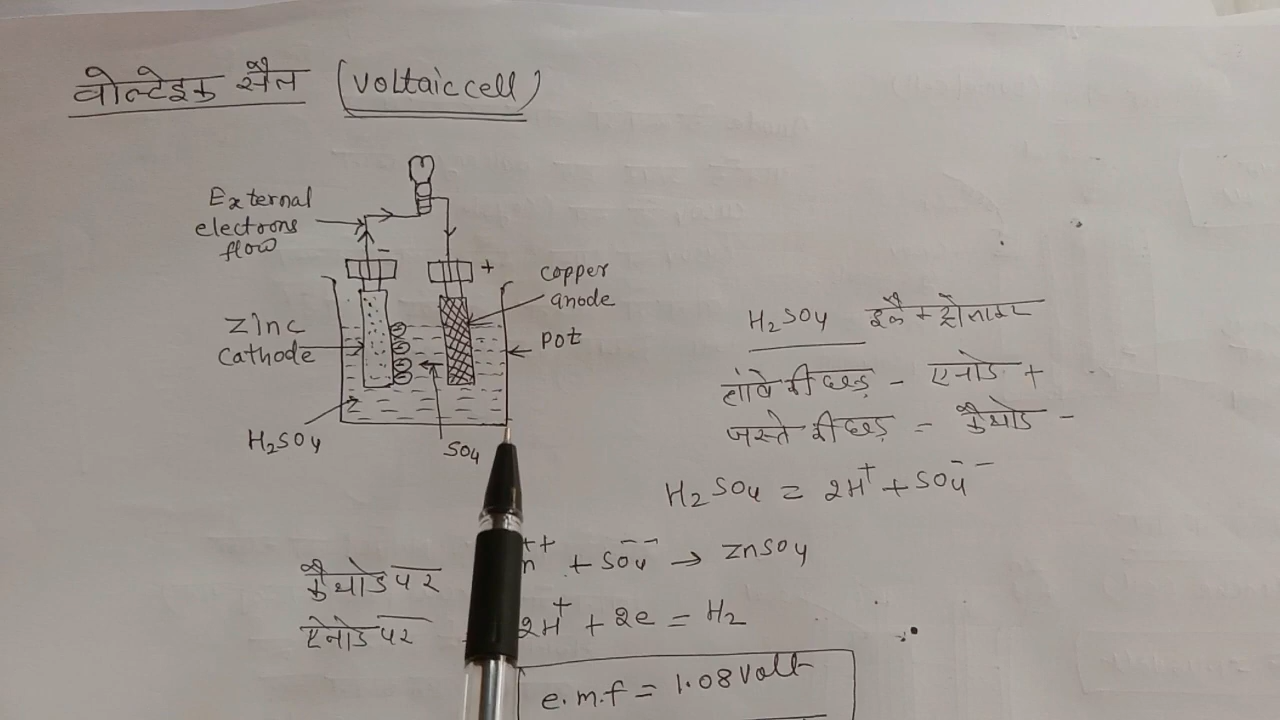 वोल्टेइक सैल (Voltaic cell)
External
electrons
flow
-
+
copper
anode
Pot
Zinc
Cathode
H₂SO₄
SO₄
H₂SO₄ इलैक्ट्रोलाइट
तांबे की छड़ - एनोड +
जस्ते की छड़ = कैथोड -
H₂SO₄ = 2H⁺ + SO₄⁻⁻
कैथोड पर n⁺⁺ + SO₄⁻⁻ → ZnSO₄
ऐनोड पर 2H⁺ + 2e = H₂
e.m.f = 1.08 Volt